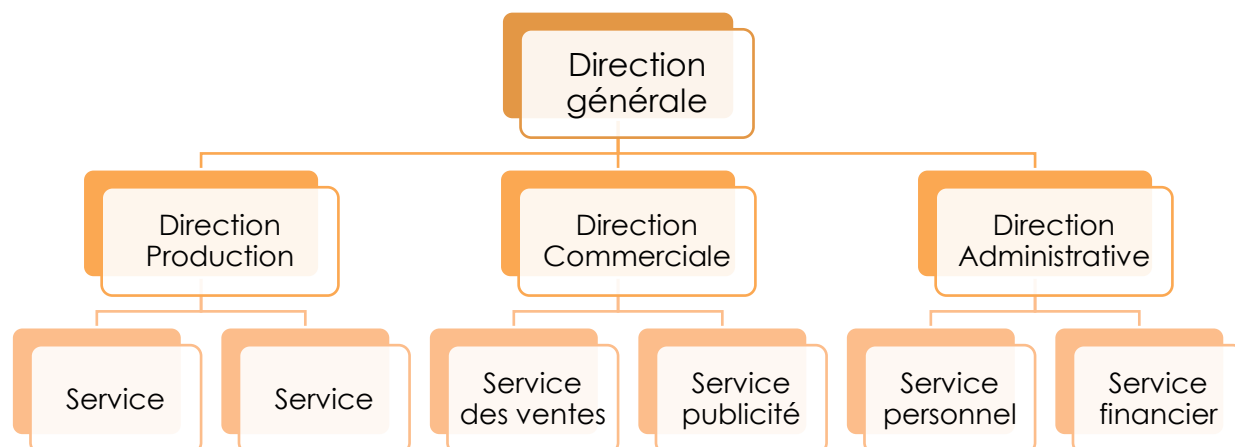 Direction
générale
Direction
Production
Direction
Commerciale
Direction
Administrative
Service
Service
Service
des ventes
Service
publicité
Service
personnel
Service
financier